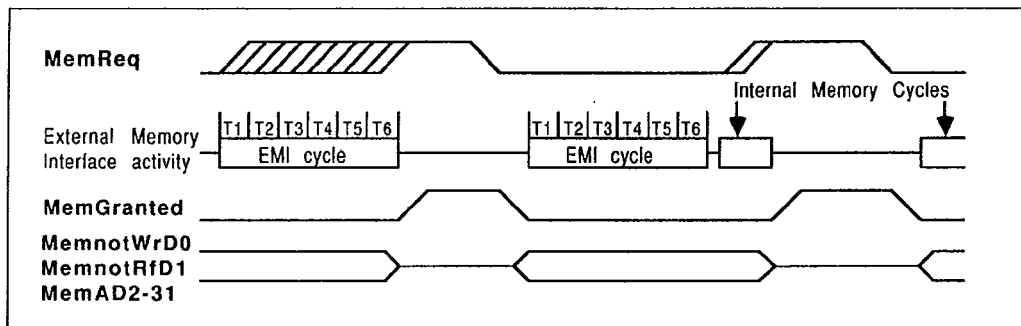 MemReq
Internal Memory Cycles
T1 T2 T3 T4 T5 T6 T1 T2 T3 T4 T5 T6
External Memory
Interface activity
EMI cycle EMI cycle
MemGranted
MemnotWrD0
MemnotRfD1
MemAD2-31